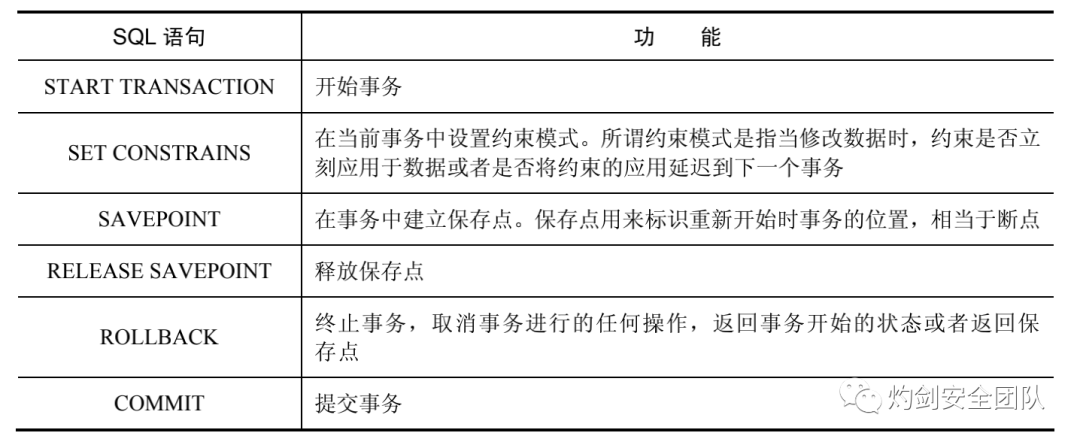 SQL 语句 功 能
START TRANSACTION 开始事务
SET CONSTRAINS 在当前事务中设置约束模式。所谓约束模式是指当修改数据时，约束是否立
刻应用于数据或者是否将约束的应用延迟到下一个事务
SAVEPOINT 在事务中建立保存点。保存点用来标识重新开始时事务的位置，相当于断点
RELEASE SAVEPOINT 释放保存点
ROLLBACK 终止事务，取消事务进行的任何操作，返回事务开始的状态或者返回保
存点
COMMIT 提交事务
灼剑安全团队